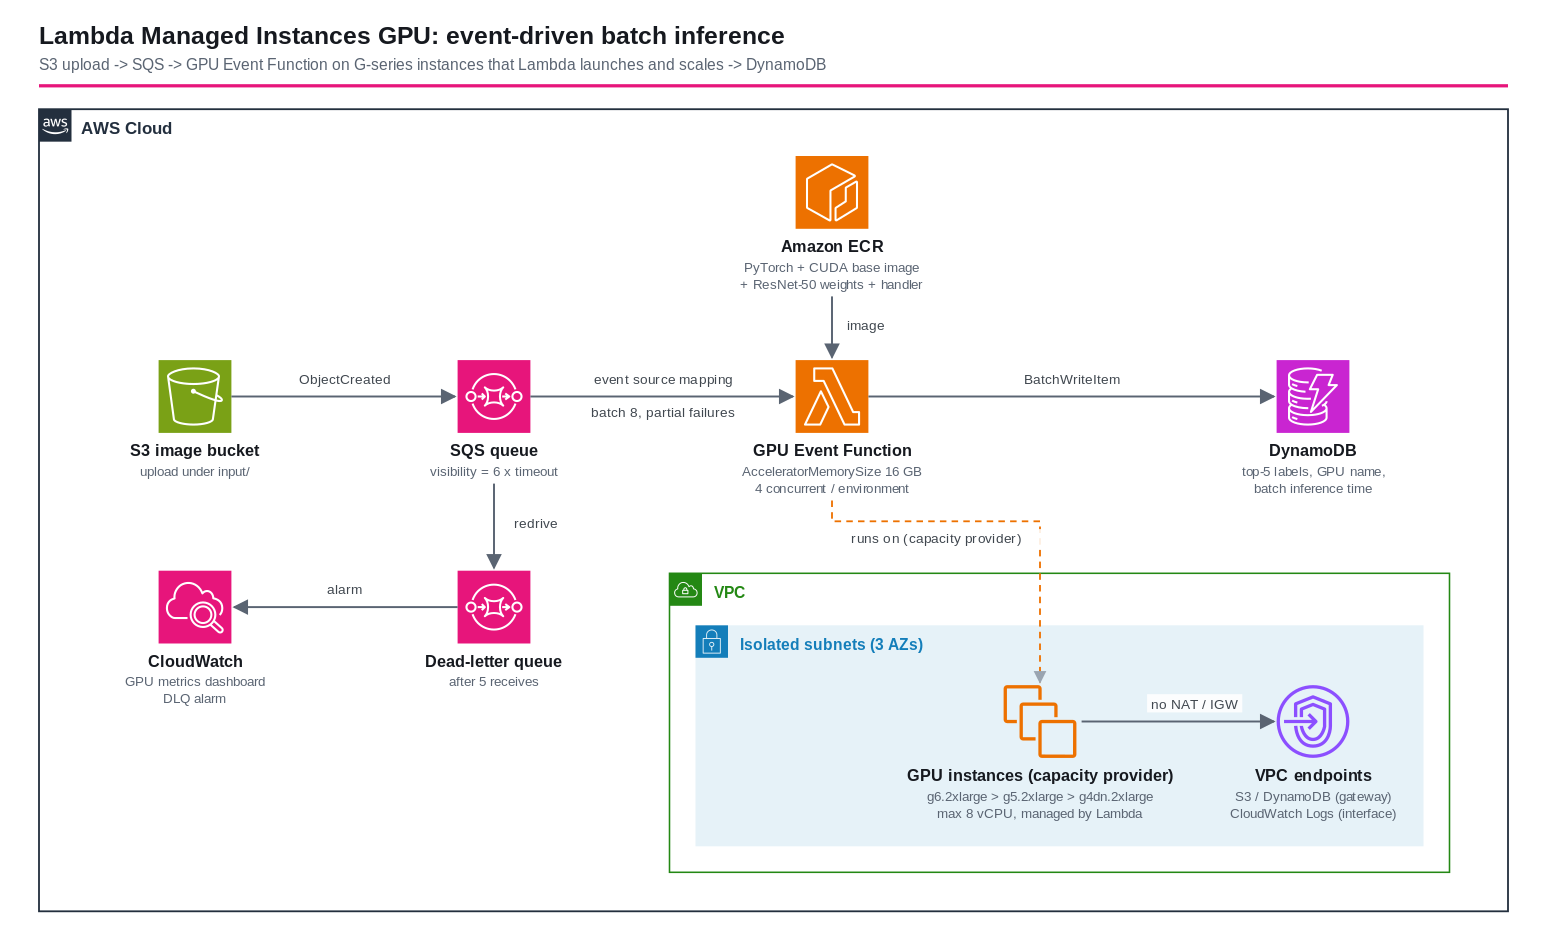 Lambda Managed Instances GPU: event-driven batch inference
S3 upload -> SQS -> GPU Event Function on G-series instances that Lambda launches and scales -> DynamoDB
aws
AWS Cloud
Amazon ECR
PyTorch + CUDA base image
+ ResNet-50 weights + handler
image
ObjectCreated
event source mapping
batch 8, partial failures
BatchWriteItem
S3 image bucket
upload under input/
SQS queue
visibility = 6 x timeout
GPU Event Function
AcceleratorMemorySize 16 GB
4 concurrent / environment
DynamoDB
top-5 labels, GPU name,
batch inference time
redrive
runs on (capacity provider)
alarm
CloudWatch
GPU metrics dashboard
DLQ alarm
Dead-letter queue
after 5 receives
VPC
Isolated subnets (3 AZs)
no NAT / IGW
GPU instances (capacity provider)
g6.2xlarge > g5.2xlarge > g4dn.2xlarge
max 8 vCPU, managed by Lambda
VPC endpoints
S3 / DynamoDB (gateway)
CloudWatch Logs (interface)